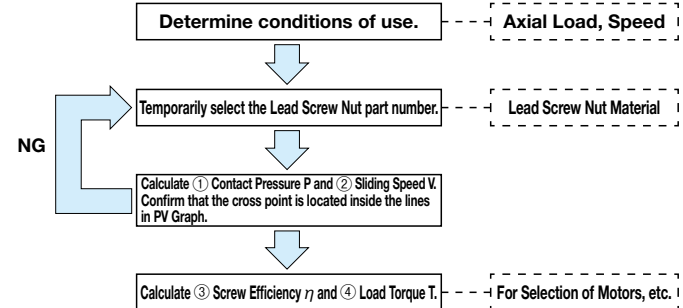 Determine conditions of use.
Axial Load, Speed
Temporarily select the Lead Screw Nut part number.
Lead Screw Nut Material
NG
Calculate ① Contact Pressure P and ② Sliding Speed V.
Confirm that the cross point is located inside the lines
in PV Graph.
Calculate ③ Screw Efficiency η and ④ Load Torque T.
For Selection of Motors, etc.